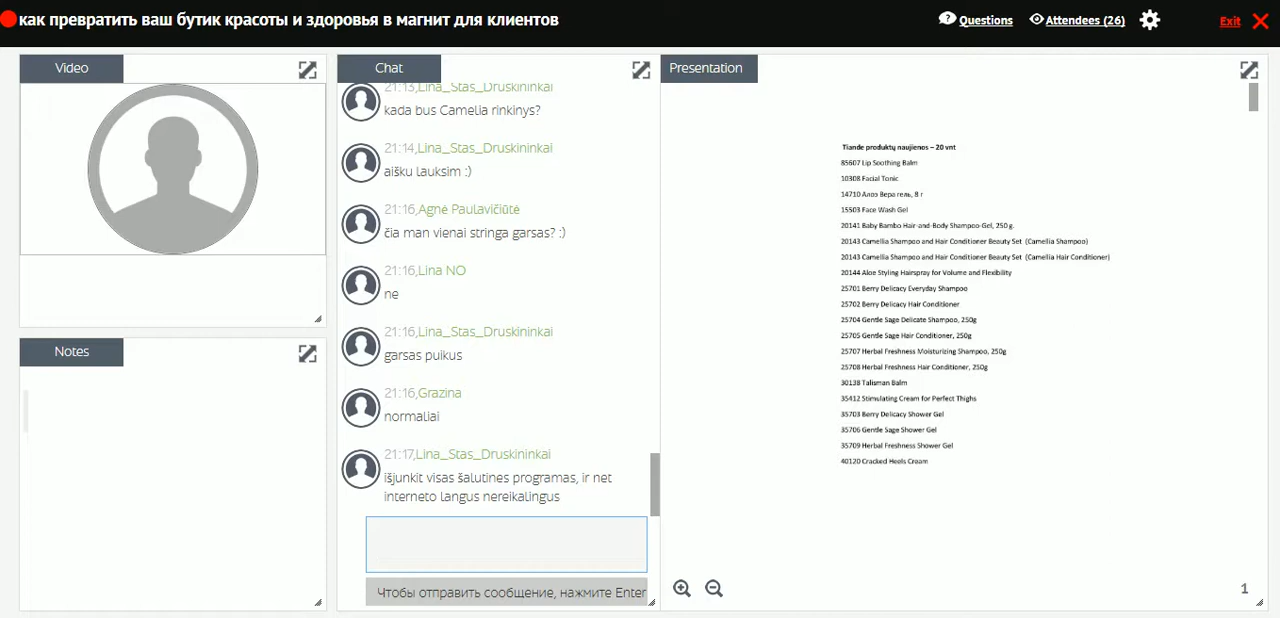 как превратить ваш бутик красоты и здоровья в магнит для клиентов
Questions
Attendees (26)
Exit
Video
Notes
Chat
21:13,Lina_Stas_Druskininkai
kada bus Camelia rinkinys?
21:14,Lina_Stas_Druskininkai
aišku lauksim :)
21:16,Agnė Paulavičiūtė
čia man vienai stringa garsas? :)
21:16,Lina NO
ne
21:16,Lina_Stas_Druskininkai
garsas puikus
21:16,Grazina
normaliai
21:17,Lina_Stas_Druskininkai
išjunkit visas šalutines programas, ir net
interneto langus nereikalingus
Чтобы отправить сообщение, нажмите Enter
Presentation
Tiande produktų naujienos – 20 vnt
85607 Lip Soothing Balm
10308 Facial Tonic
14710 Алоэ Вера гель, 8 г
15503 Face Wash Gel
20141 Baby Bambo Hair-and-Body Shampoo-Gel, 250 g.
20143 Camellia Shampoo and Hair Conditioner Beauty Set (Camellia Shampoo)
20143 Camellia Shampoo and Hair Conditioner Beauty Set (Camellia Hair Conditioner)
20144 Aloe Styling Hairspray for Volume and Flexibility
25701 Berry Delicacy Everyday Shampoo
25702 Berry Delicacy Hair Conditioner
25704 Gentle Sage Delicate Shampoo, 250g
25705 Gentle Sage Hair Conditioner, 250g
25707 Herbal Freshness Moisturizing Shampoo, 250g
25708 Herbal Freshness Hair Conditioner, 250g
30138 Talisman Balm
35412 Stimulating Cream for Perfect Thighs
35703 Berry Delicacy Shower Gel
35706 Gentle Sage Shower Gel
35709 Herbal Freshness Shower Gel
40120 Cracked Heels Cream
1